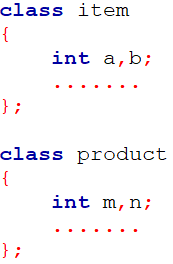 class item
{
    int a,b;
    .......
};

class product
{
    int m,n;
    .......
};